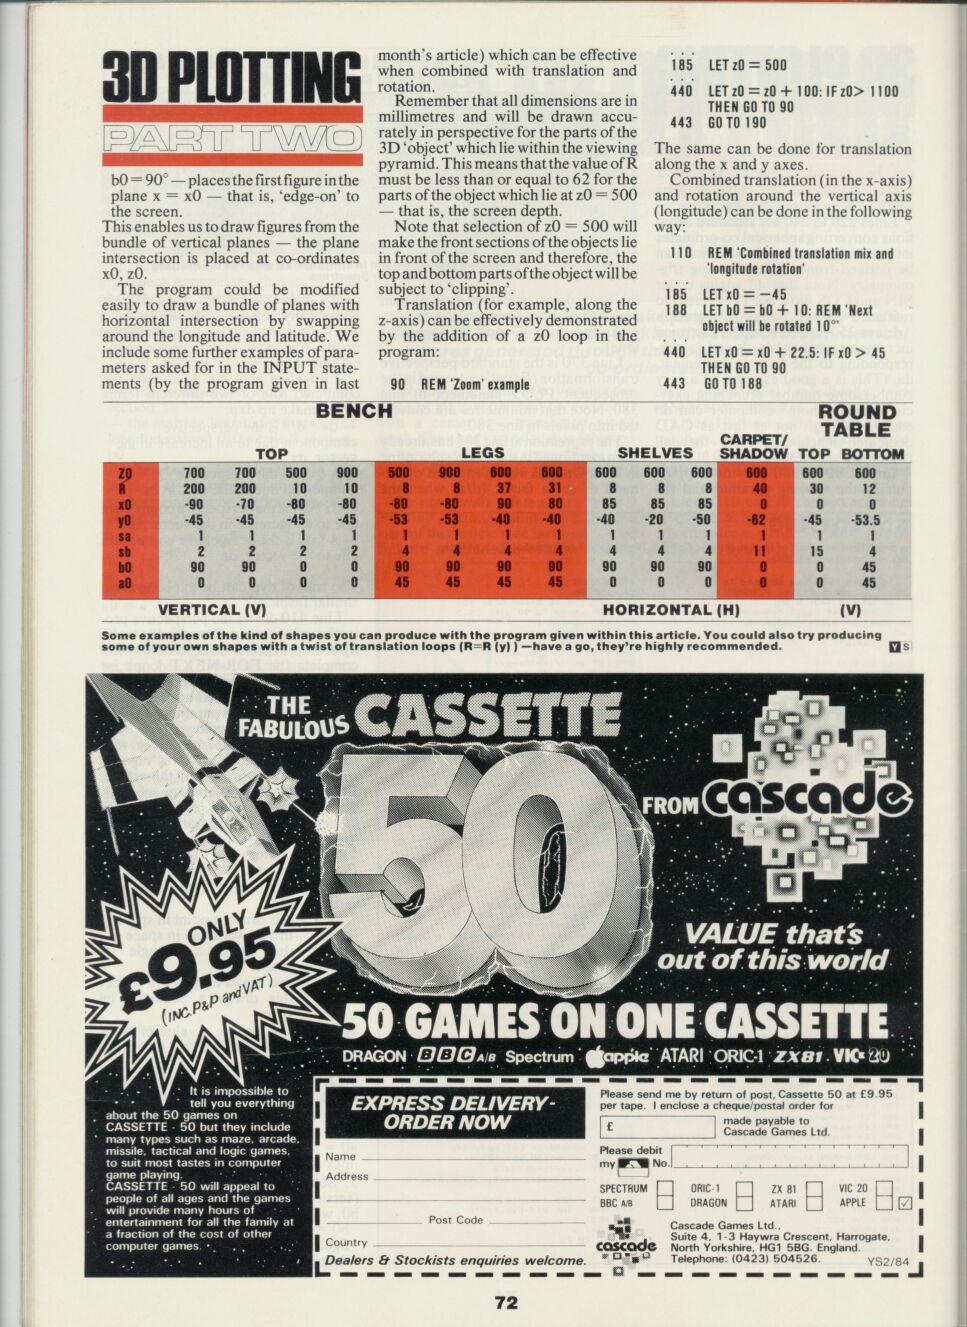 3D PLOTTING
PART TWO
b0 = 90° — places the first figure in the
plane x = x0 — that is, 'edge-on' to
the screen.
This enables us to draw figures from the
bundle of vertical planes — the plane
intersection is placed at co-ordinates
x0, z0.
The program could be modified
easily to draw a bundle of planes with
horizontal intersection by swapping
around the longitude and latitude. We
include some further examples of para-
meters asked for in the INPUT state-
ments (by the program given in last
month's article) which can be effective
when combined with translation and
rotation.
Remember that all dimensions are in
millimetres and will be drawn accu-
rately in perspective for the parts of the
3D 'object' which lie within the viewing
pyramid. This means that the value of R
must be less than or equal to 62 for the
parts of the object which lie at z0 = 500
— that is, the screen depth.
Note that selection of z0 = 500 will
make the front sections of the objects lie
in front of the screen and therefore, the
top and bottom parts of the object will be
subject to 'clipping'.
Translation (for example, along the
z-axis) can be effectively demonstrated
by the addition of a z0 loop in the
program:
90 REM 'Zoom' example
. . .
185 LET z0 = 500
. . .
440 LET z0 = z0 + 100: IF z0> 1100
THEN GO TO 90
443 GO TO 190
The same can be done for translation
along the x and y axes.
Combined translation (in the x-axis)
and rotation around the vertical axis
(longitude) can be done in the following
way:
110 REM 'Combined translation mix and
'longitude rotation'
. . .
185 LET x0 = —45
188 LET b0 = b0 + 10: REM 'Next
object will be rotated 10°'
. . .
440 LET x0 = x0 + 22.5: IF x0 > 45
THEN GO TO 90
443 GO TO 188
BENCH ROUND TABLE
TOP LEGS SHELVES CARPET/SHADOW TOP BOTTOM
Z0 700 700 500 900 500 900 600 600 600 600 600 600 600 600
R 200 200 10 10 8 8 37 31 8 8 8 40 30 12
x0 -90 -70 -80 -80 -80 -80 90 80 85 85 85 0 0 0
y0 -45 -45 -45 -45 -53 -53 -40 -40 -40 -20 -50 -62 -45 -53.5
sa 1 1 1 1 1 1 1 1 1 1 1 1 1 1
sb 2 2 2 2 4 4 4 4 4 4 4 11 15 4
b0 90 90 0 0 90 90 90 90 90 90 90 0 0 45
a0 0 0 0 0 45 45 45 45 0 0 0 0 0 45
VERTICAL (V) HORIZONTAL (H) (V)
Some examples of the kind of shapes you can produce with the program given within this article. You could also try producing
some of your own shapes with a twist of translation loops (R=R (y) ) —have a go, they're highly recommended. YS
THE
FABULOUS CASSETTE
50
FROM cascade
ONLY
£9.95
(INC. P&P and VAT)
VALUE that's
out of this world
50 GAMES ON ONE CASSETTE
DRAGON · BBC A/B Spectrum · apple ATARI · ORIC-1 · ZX81 · VIC 20
It is impossible to
tell you everything
about the 50 games on
CASSETTE - 50 but they include
many types such as maze, arcade,
missile, tactical and logic games,
to suit most tastes in computer
game playing.
CASSETTE - 50 will appeal to
people of all ages and the games
will provide many hours of
entertainment for all the family at
a fraction of the cost of other
computer games.
EXPRESS DELIVERY-
ORDER NOW
Name
Address
Post Code
Country
Dealers & Stockists enquiries welcome.
Please send me by return of post, Cassette 50 at £9.95
per tape. I enclose a cheque/postal order for
£ made payable to
Cascade Games Ltd.
Please debit
my No.
SPECTRUM ORIC-1 ZX 81 VIC 20
BBC A/B DRAGON ATARI APPLE
cascade
Cascade Games Ltd.,
Suite 4, 1-3 Haywra Crescent, Harrogate,
North Yorkshire, HG1 5BG. England.
Telephone: (0423) 504526. YS2/84
72